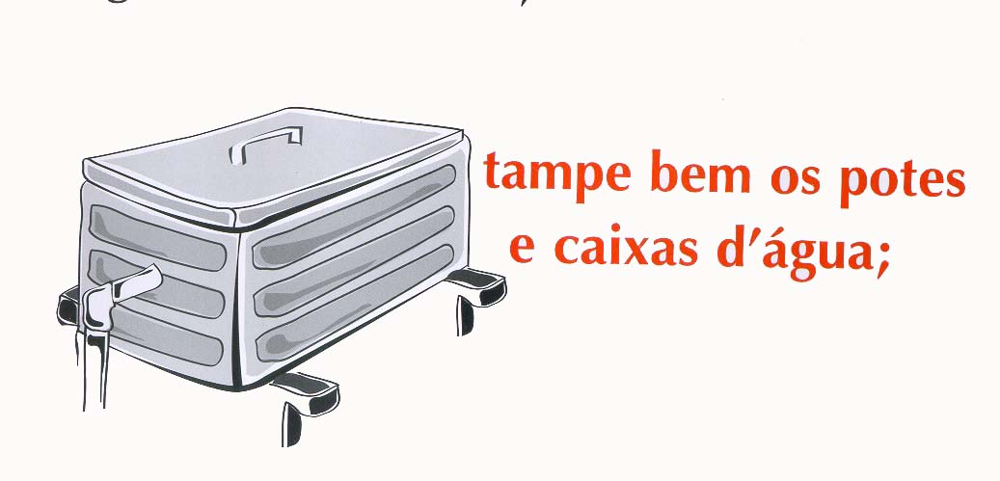 tampe bem os potes
e caixas d'água;